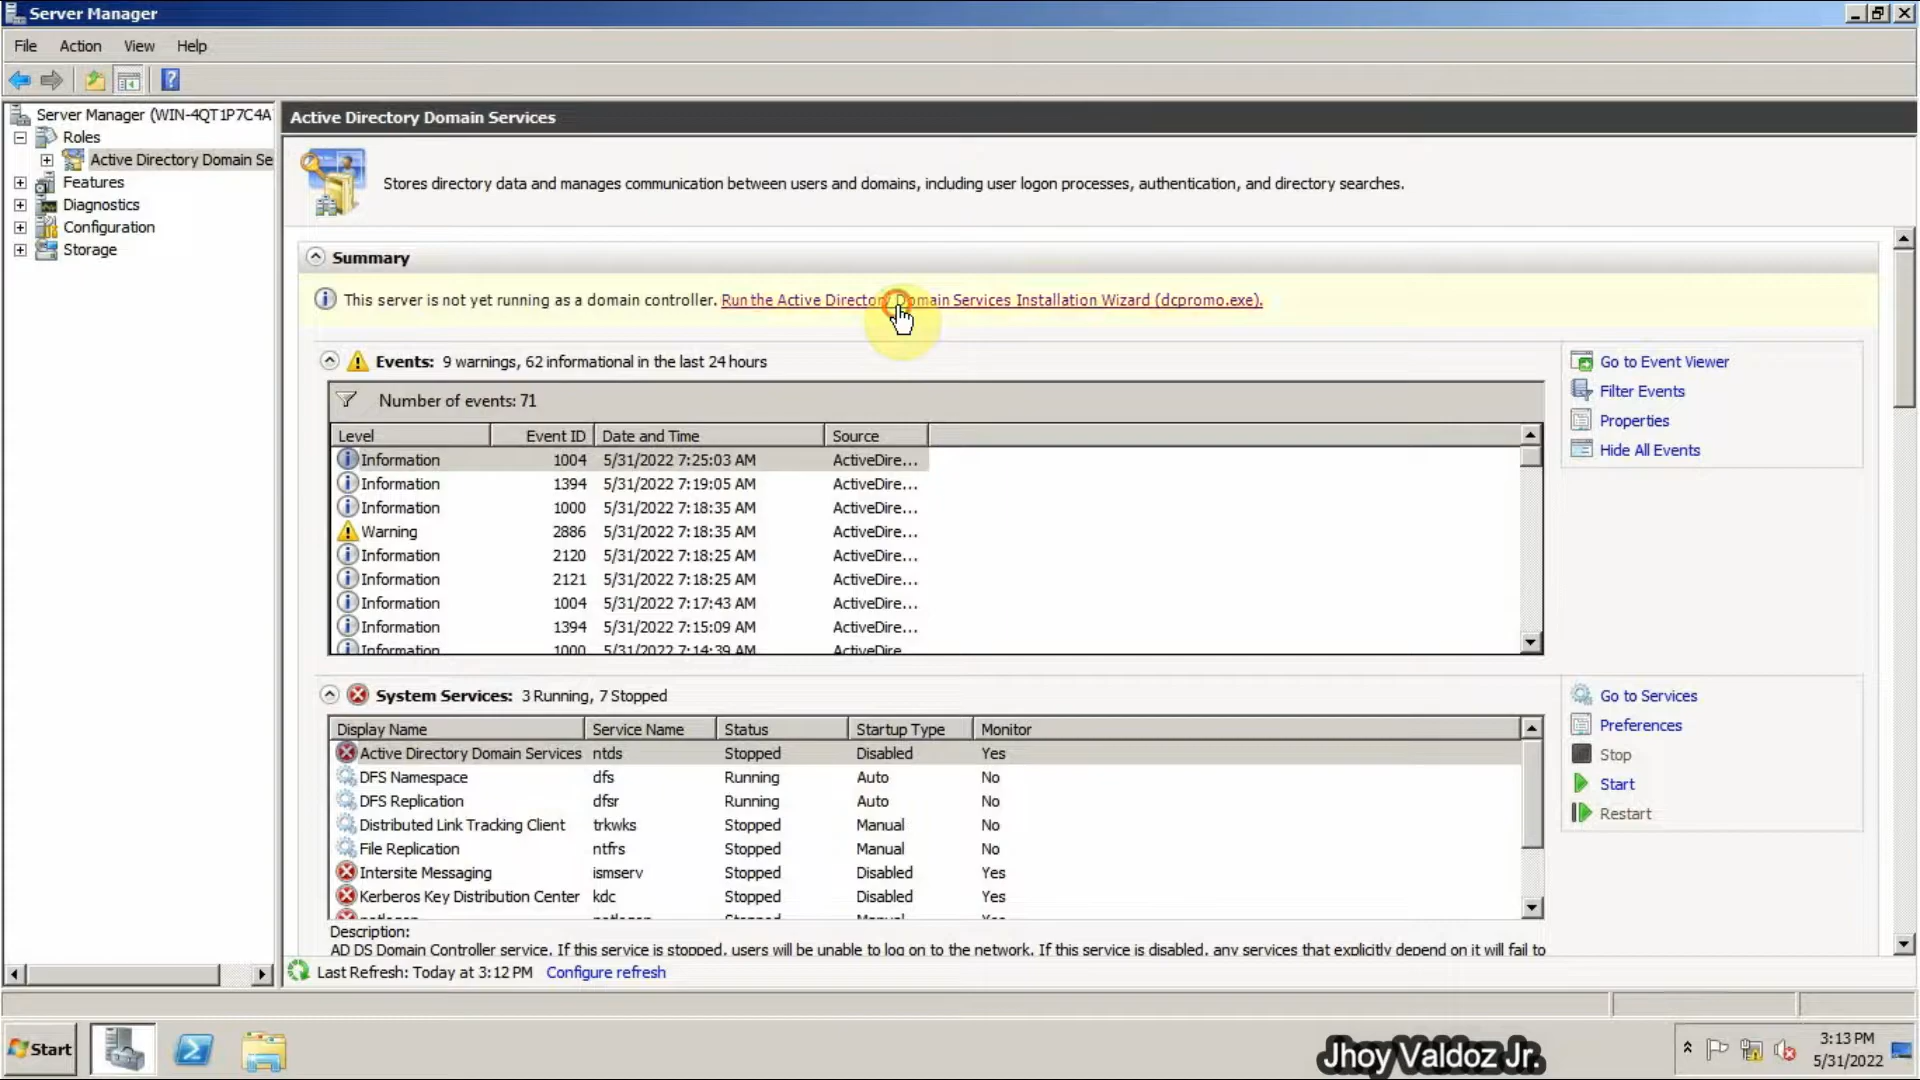 Server Manager
File Action View Help
Server Manager (WIN-4QT1P7C4A
Roles
Active Directory Domain Se
Features
Diagnostics
Configuration
Storage
Active Directory Domain Services
Stores directory data and manages communication between users and domains, including user logon processes, authentication, and directory searches.
Summary
This server is not yet running as a domain controller. Run the Active Directory Domain Services Installation Wizard (dcpromo.exe).
Events: 9 warnings, 62 informational in the last 24 hours
Number of events: 71
Level Event ID Date and Time Source
Information 1004 5/31/2022 7:25:03 AM ActiveDire...
Information 1394 5/31/2022 7:19:05 AM ActiveDire...
Information 1000 5/31/2022 7:18:35 AM ActiveDire...
Warning 2886 5/31/2022 7:18:35 AM ActiveDire...
Information 2120 5/31/2022 7:18:25 AM ActiveDire...
Information 2121 5/31/2022 7:18:25 AM ActiveDire...
Information 1004 5/31/2022 7:17:43 AM ActiveDire...
Information 1394 5/31/2022 7:15:09 AM ActiveDire...
Information 1000 5/31/2022 7:14:39 AM ActiveDire
Go to Event Viewer
Filter Events
Properties
Hide All Events
System Services: 3 Running, 7 Stopped
Display Name Service Name Status Startup Type Monitor
Active Directory Domain Services ntds Stopped Disabled Yes
DFS Namespace dfs Running Auto No
DFS Replication dfsr Running Auto No
Distributed Link Tracking Client trkwks Stopped Manual No
File Replication ntfrs Stopped Manual No
Intersite Messaging ismserv Stopped Disabled Yes
Kerberos Key Distribution Center kdc Stopped Disabled Yes
Go to Services
Preferences
Stop
Start
Restart
Description:
AD DS Domain Controller service. If this service is stopped, users will be unable to log on to the network. If this service is disabled, any services that explicitly depend on it will fail to
Last Refresh: Today at 3:12 PM Configure refresh
Start
Jhoy Valdoz Jr.
3:13 PM
5/31/2022